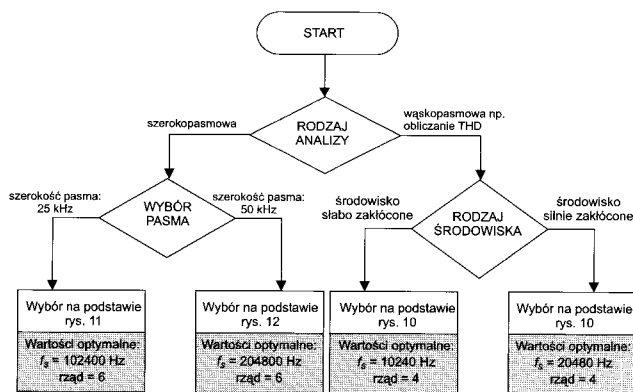 START
RODZAJ
ANALIZY
szerokopasmowa
wąskopasmowa np.
obliczanie THD
WYBÓR
PASMA
szerokość pasma:
25 kHz
szerokość pasma:
50 kHz
RODZAJ
ŚRODOWISKA
środowisko
słabo zakłócone
środowisko
silnie zakłócone
Wybór na podstawie
rys. 11
Wartości optymalne:
fs = 102400 Hz
rząd = 6
Wybór na podstawie
rys. 12
Wartości optymalne:
fs = 204800 Hz
rząd = 6
Wybór na podstawie
rys. 10
Wartości optymalne:
fs = 10240 Hz
rząd = 4
Wybór na podstawie
rys. 10
Wartości optymalne:
fs = 20480 Hz
rząd = 4